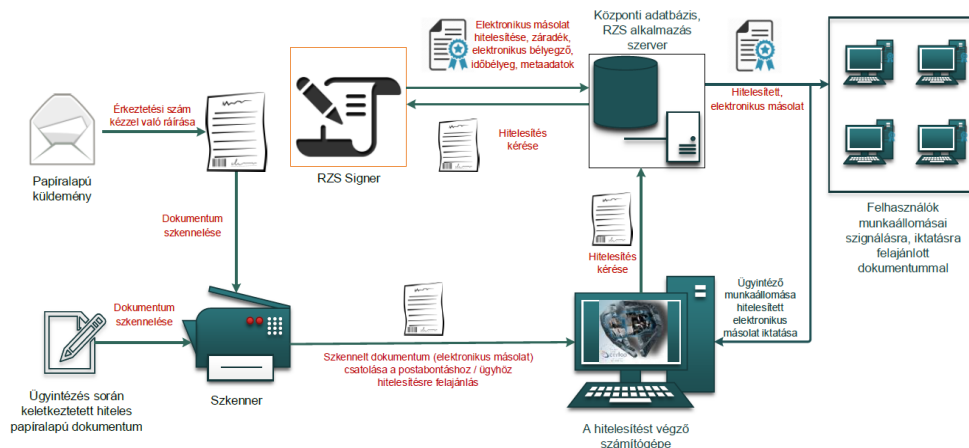 Elektronikus másolat
hitelesítése, záradék,
elektronikus bélyegző,
időbélyeg, metaadatok
Központi adatbázis,
RZS alkalmazás
szerver
Hitelesített,
elektronikus másolat
Érkeztetési szám
kézzel való ráírása
Hitelesítés
kérése
RZS Signer
Papíralapú
küldemény
Felhasználók
munkaállomásai
szignálásra, iktatásra
felajánlott
dokumentummal
Dokumentum
szkennelése
Hitelesítés
kérése
Ügyintéző
munkaállomása
hitelesített
elektronikus
másolat iktatása
Dokumentum
szkennelése
Szkennelt dokumentum (elektronikus másolat)
csatolása a postabontáshoz / ügyhöz
hitelesítésre felajánlás
Szkenner
Ügyintézés során
keletkeztetett hiteles
papíralapú dokumentum
A hitelesítést végző
számítógépe